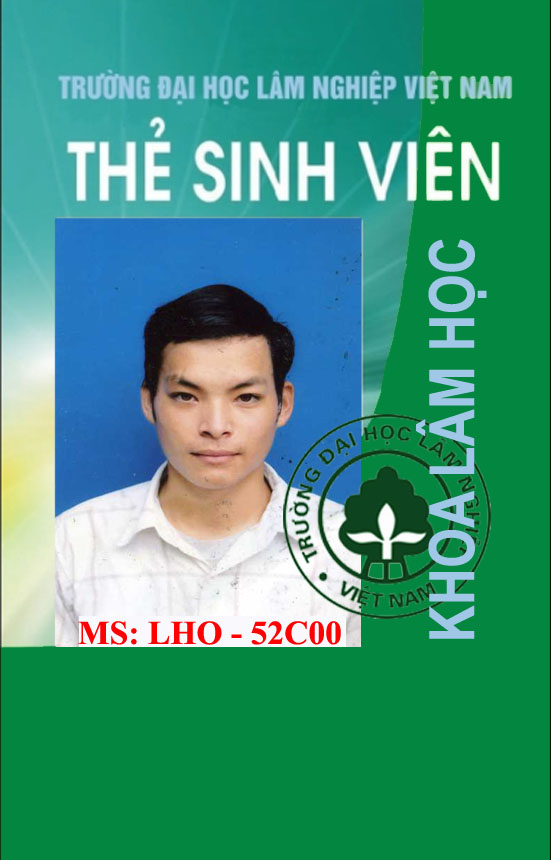 TRƯỜNG ĐẠI HỌC LÂM NGHIỆP VIỆT NAM
THẺ SINH VIÊN
KHOA LÂM HỌC
TRƯỜNG ĐẠI HỌC LÂM NGHIỆP
VIỆT NAM
MS: LHO - 52C00